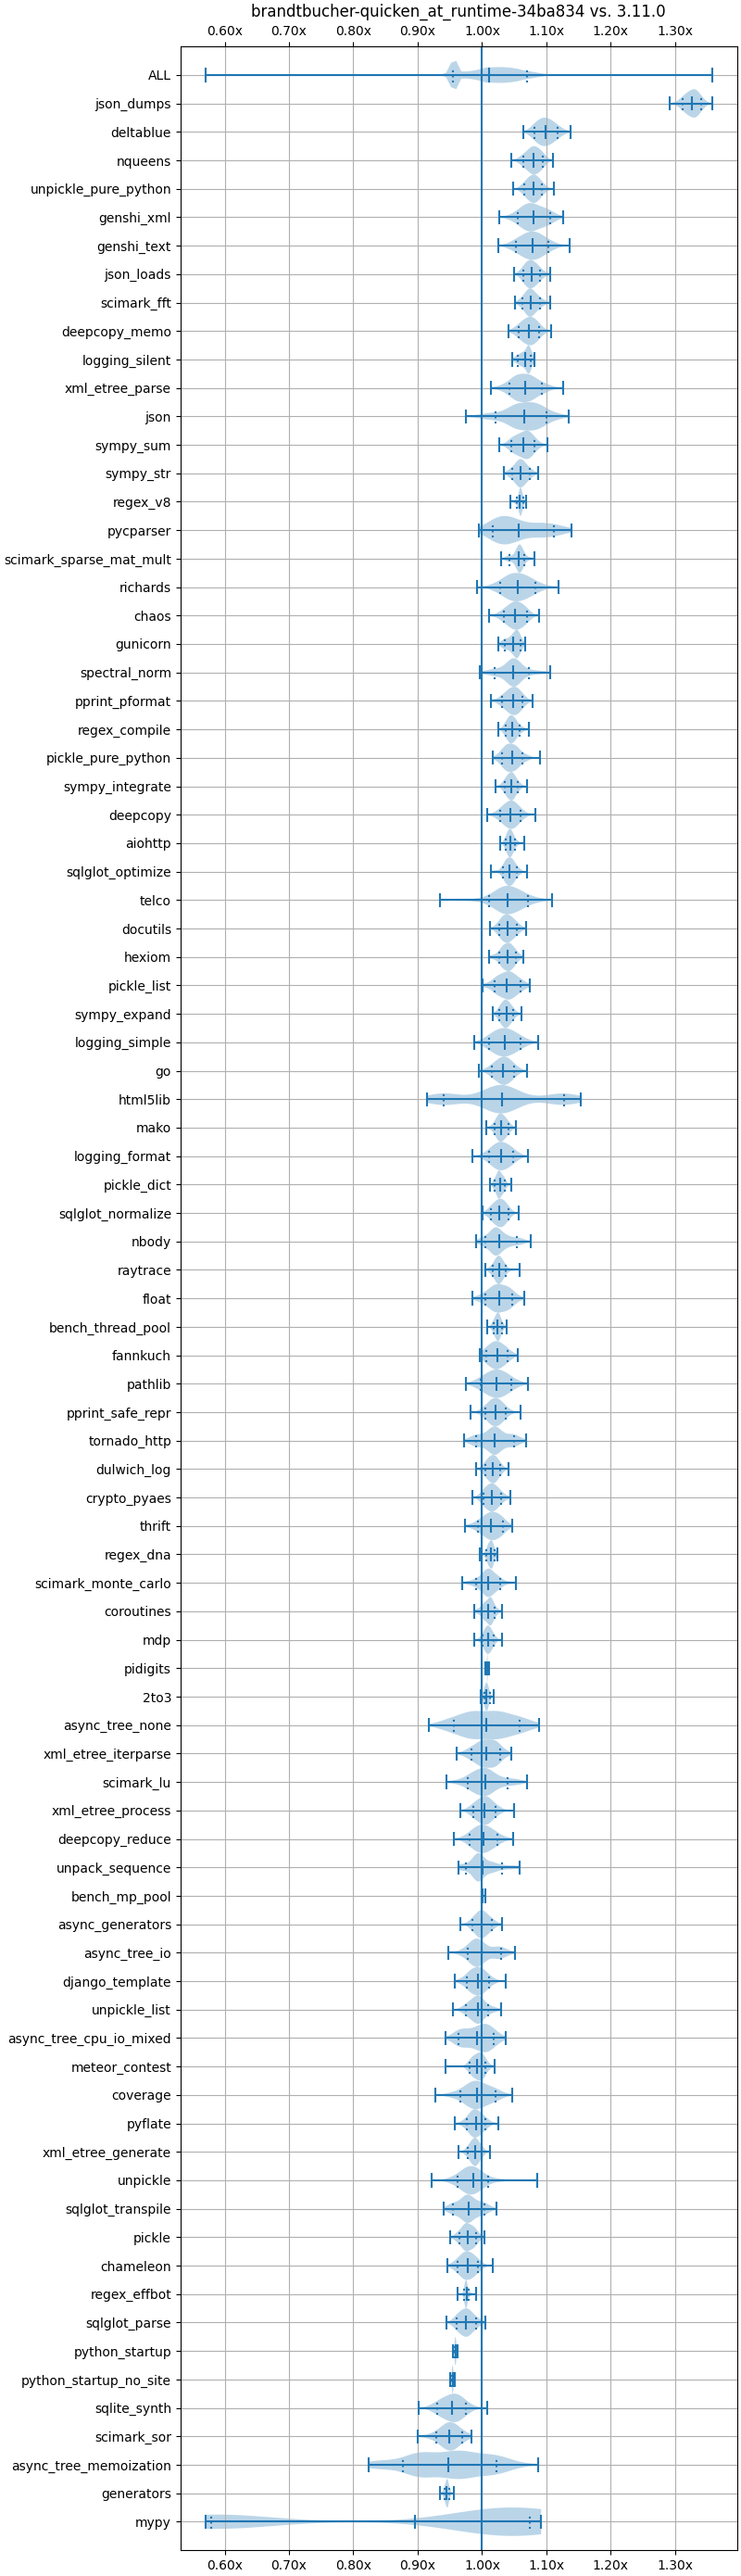 brandtbucher-quicken_at_runtime-34ba834 vs. 3.11.0
0.60x 0.70x 0.80x 0.90x 1.00x 1.10x 1.20x 1.30x
ALL
json_dumps
deltablue
nqueens
unpickle_pure_python
genshi_xml
genshi_text
json_loads
scimark_fft
deepcopy_memo
logging_silent
xml_etree_parse
json
sympy_sum
sympy_str
regex_v8
pycparser
scimark_sparse_mat_mult
richards
chaos
gunicorn
spectral_norm
pprint_pformat
regex_compile
pickle_pure_python
sympy_integrate
deepcopy
aiohttp
sqlglot_optimize
telco
docutils
hexiom
pickle_list
sympy_expand
logging_simple
go
html5lib
mako
logging_format
pickle_dict
sqlglot_normalize
nbody
raytrace
float
bench_thread_pool
fannkuch
pathlib
pprint_safe_repr
tornado_http
dulwich_log
crypto_pyaes
thrift
regex_dna
scimark_monte_carlo
coroutines
mdp
pidigits
2to3
async_tree_none
xml_etree_iterparse
scimark_lu
xml_etree_process
deepcopy_reduce
unpack_sequence
bench_mp_pool
async_generators
async_tree_io
django_template
unpickle_list
async_tree_cpu_io_mixed
meteor_contest
coverage
pyflate
xml_etree_generate
unpickle
sqlglot_transpile
pickle
chameleon
regex_effbot
sqlglot_parse
python_startup
python_startup_no_site
sqlite_synth
scimark_sor
async_tree_memoization
generators
mypy
0.60x 0.70x 0.80x 0.90x 1.00x 1.10x 1.20x 1.30x